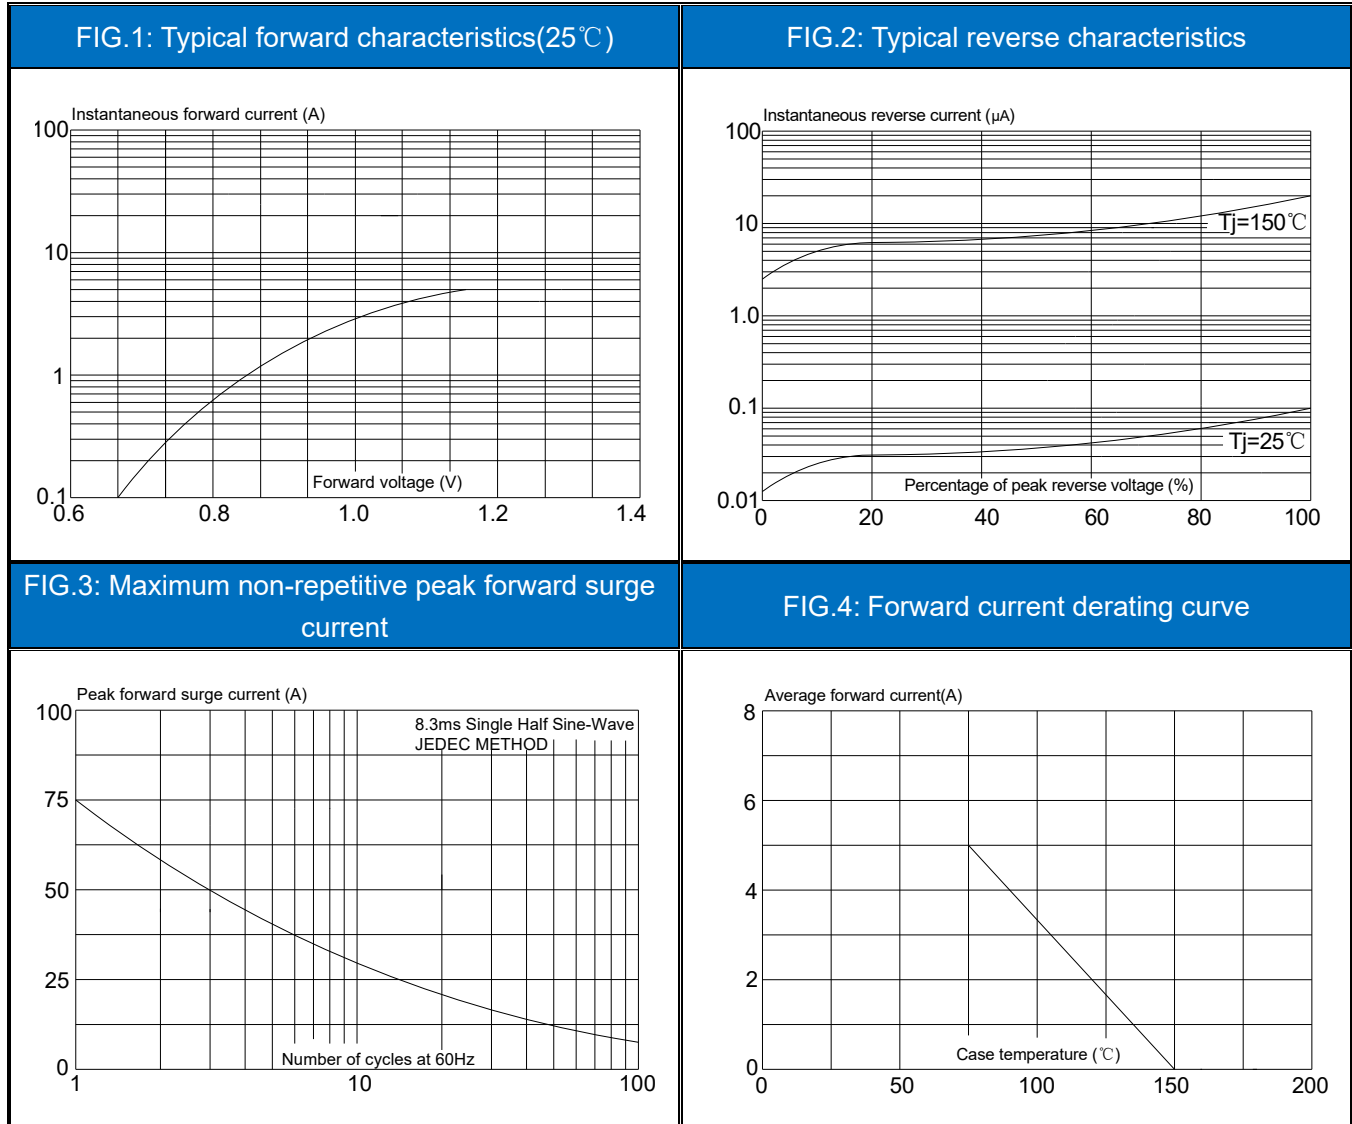 FIG.1: Typical forward characteristics(25℃)
FIG.2: Typical reverse characteristics
Instantaneous forward current (A)
100
10
1
0.1
0.6 0.8 1.0 1.2 1.4
Forward voltage (V)
Instantaneous reverse current (μA)
100
10
1.0
0.1
0.01
Tj=150℃
Tj=25℃
Percentage of peak reverse voltage (%)
0 20 40 60 80 100
FIG.3: Maximum non-repetitive peak forward surge
current
FIG.4: Forward current derating curve
Peak forward surge current (A)
100
8.3ms Single Half Sine-Wave
JEDEC METHOD
75
50
25
0
Number of cycles at 60Hz
1 10 100
Average forward current(A)
8
6
4
2
0
Case temperature (℃)
0 50 100 150 200